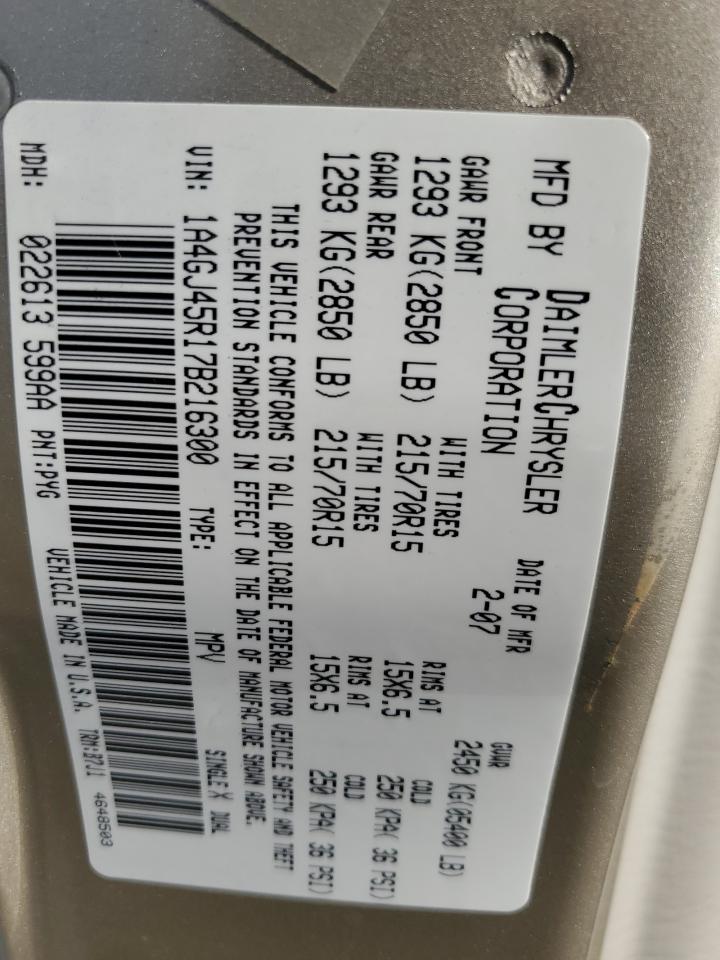 MFD BY DAIMLERCHRYSLER CORPORATION
DATE OF MFR 2-07
GVWR 2450 KG(05400 LB)
GAWR FRONT WITH TIRES RIMS AT COLD
1293 KG(2850 LB) 215/70R15 15X6.5 250 KPA( 36 PSI)
GAWR REAR WITH TIRES RIMS AT COLD
1293 KG(2850 LB) 215/70R15 15X6.5 250 KPA( 36 PSI)
THIS VEHICLE CONFORMS TO ALL APPLICABLE FEDERAL MOTOR VEHICLE SAFETY AND THEFT
PREVENTION STANDARDS IN EFFECT ON THE DATE OF MANUFACTURE SHOWN ABOVE.
VIN: 1A4GJ45R17B216300 TYPE: MPV SINGLE X DUAL
MDH: 022613 599AA PNT:PYG VEHICLE MADE IN U.S.A. TRM:B7J1 4648503